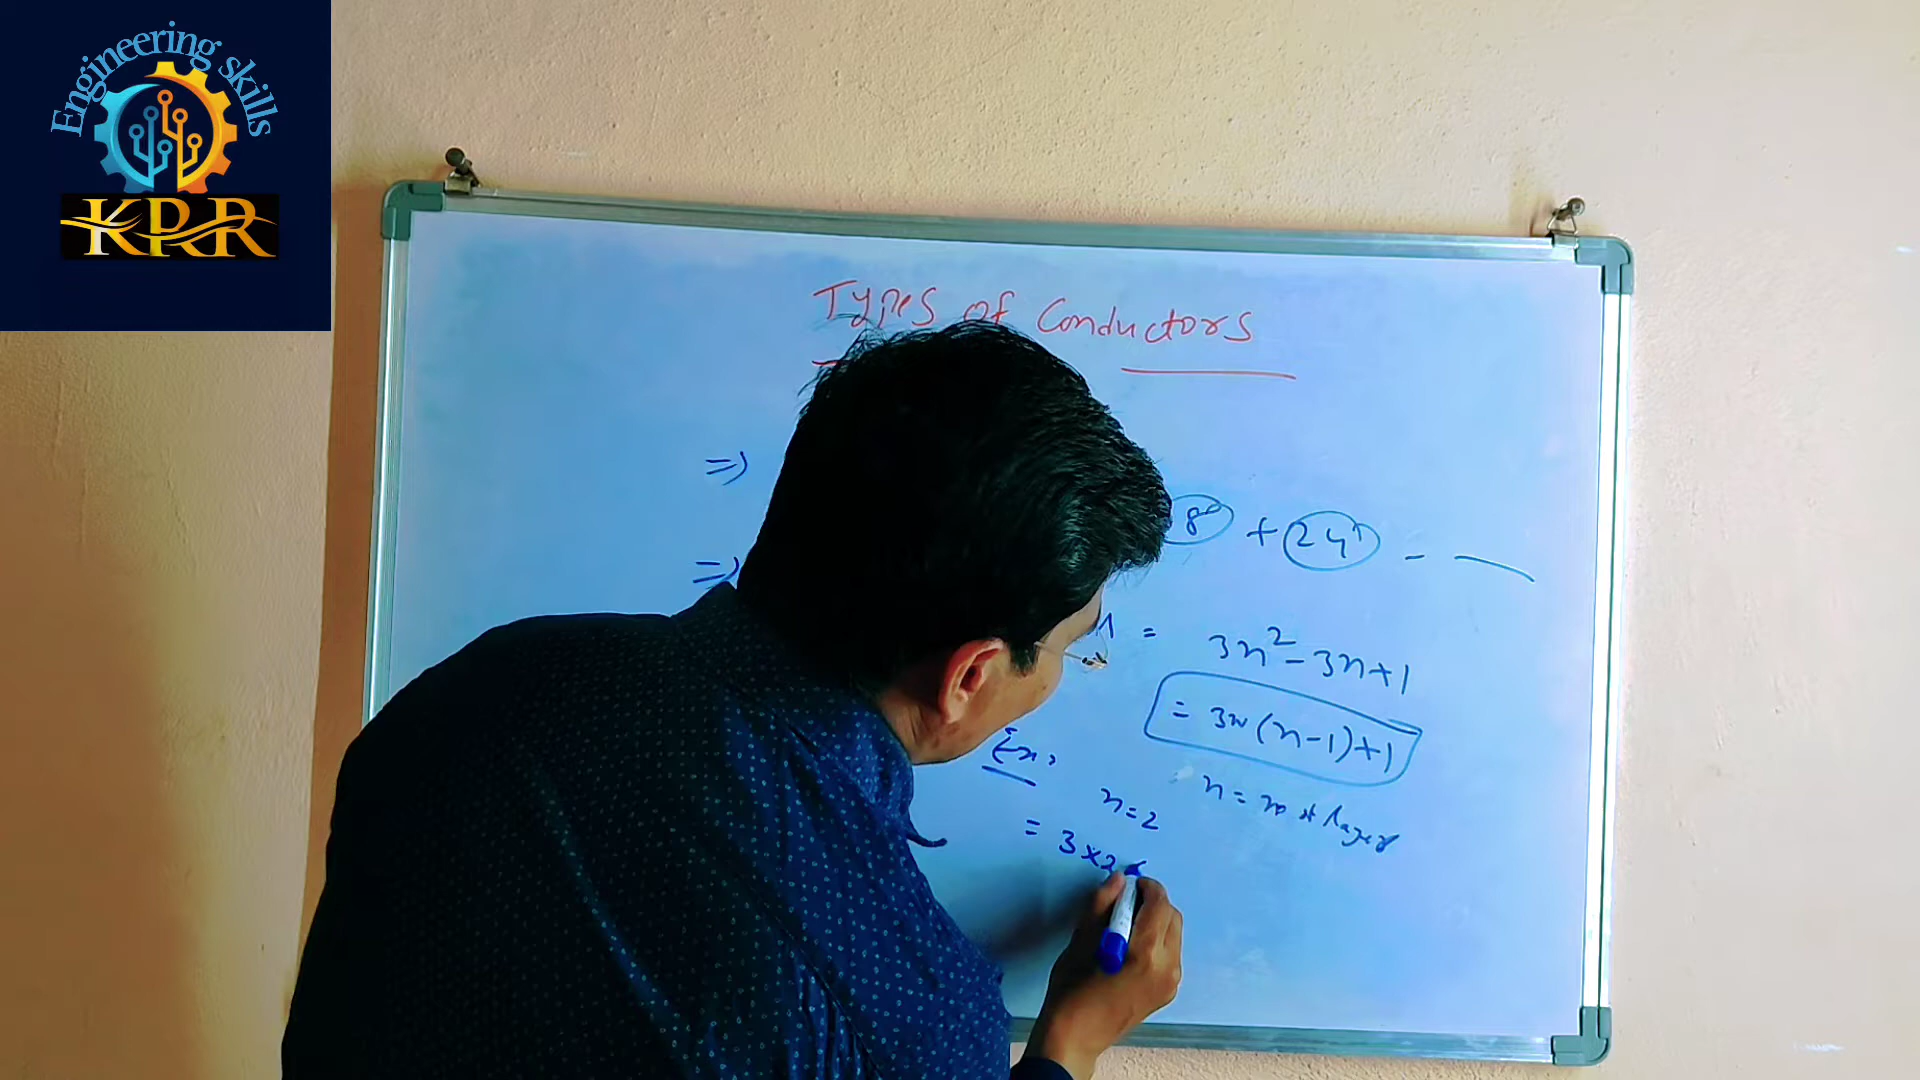 Engineering skills
KRR
Types of Conductors
=>
8 + 24 - —
=>
= 3n² - 3n + 1
= 3n (n-1) + 1
Ex:
n = no of layer
n = 2
= 3 × 2